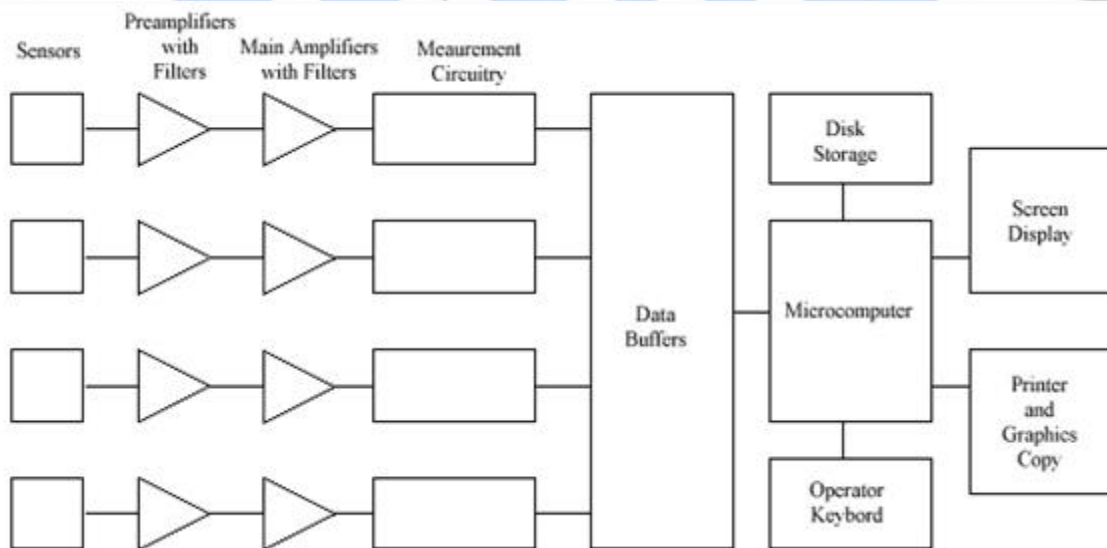 Sensors
Preamplifiers
with
Filters
Main Amplifiers
with Filters
Meaurement
Circuitry
Data
Buffers
Disk
Storage
Microcomputer
Operator
Keybord
Screen
Display
Printer
and
Graphics
Copy